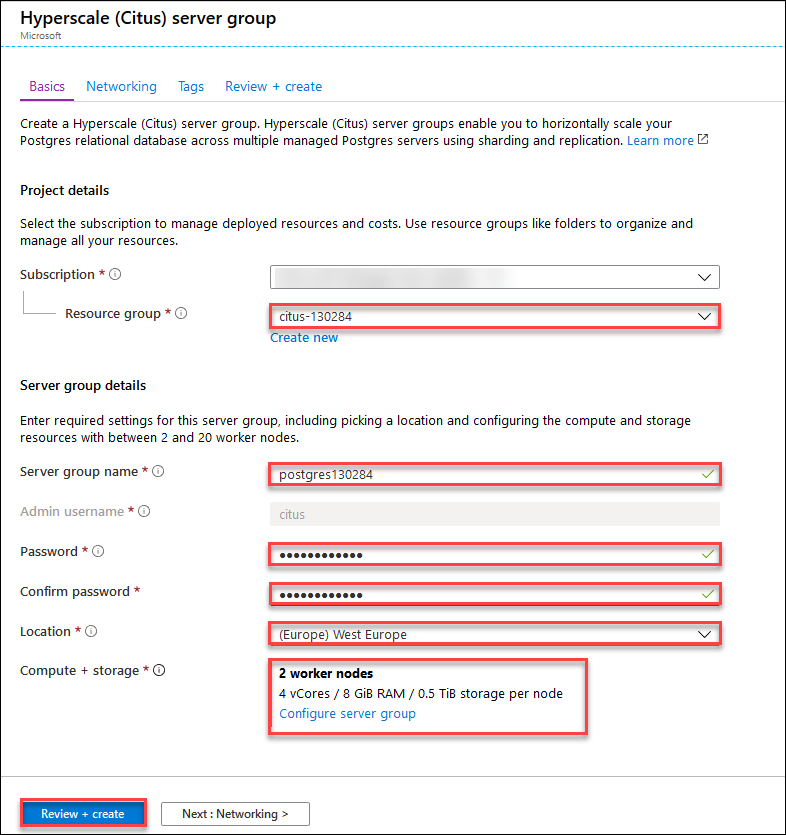 Hyperscale (Citus) server group
Microsoft
Basics Networking Tags Review + create
Create a Hyperscale (Citus) server group. Hyperscale (Citus) server groups enable you to horizontally scale your
Postgres relational database across multiple managed Postgres servers using sharding and replication. Learn more
Project details
Select the subscription to manage deployed resources and costs. Use resource groups like folders to organize and
manage all your resources.
Subscription *
Resource group * citus-130284
Create new
Server group details
Enter required settings for this server group, including picking a location and configuring the compute and storage
resources with between 2 and 20 worker nodes.
Server group name * postgres130284
Admin username * citus
Password * ••••••••••••
Confirm password * ••••••••••••
Location * (Europe) West Europe
Compute + storage * 2 worker nodes
4 vCores / 8 GiB RAM / 0.5 TiB storage per node
Configure server group
Review + create Next : Networking >